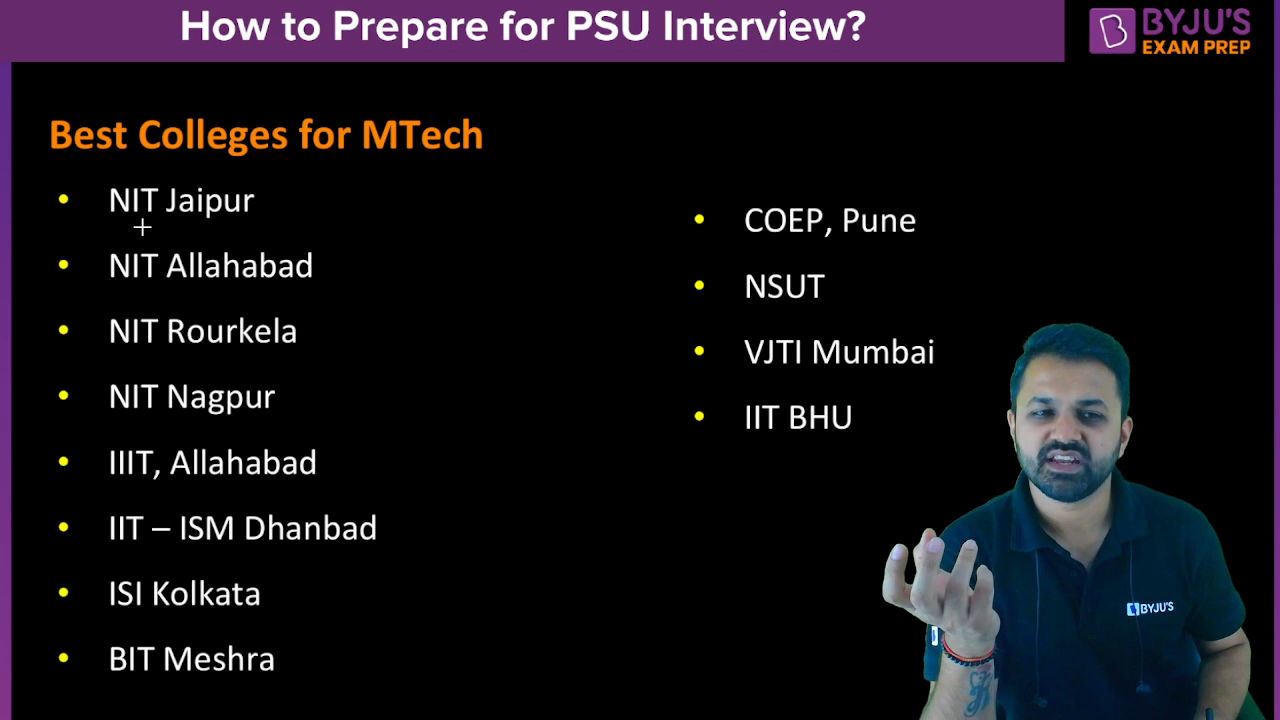 How to Prepare for PSU Interview?
BYJU'S
EXAM PREP
Best Colleges for MTech
• NIT Jaipur
• NIT Allahabad
• NIT Rourkela
• NIT Nagpur
• IIIT, Allahabad
• IIT – ISM Dhanbad
• ISI Kolkata
• BIT Meshra
• COEP, Pune
• NSUT
• VJTI Mumbai
• IIT BHU
BYJU'S